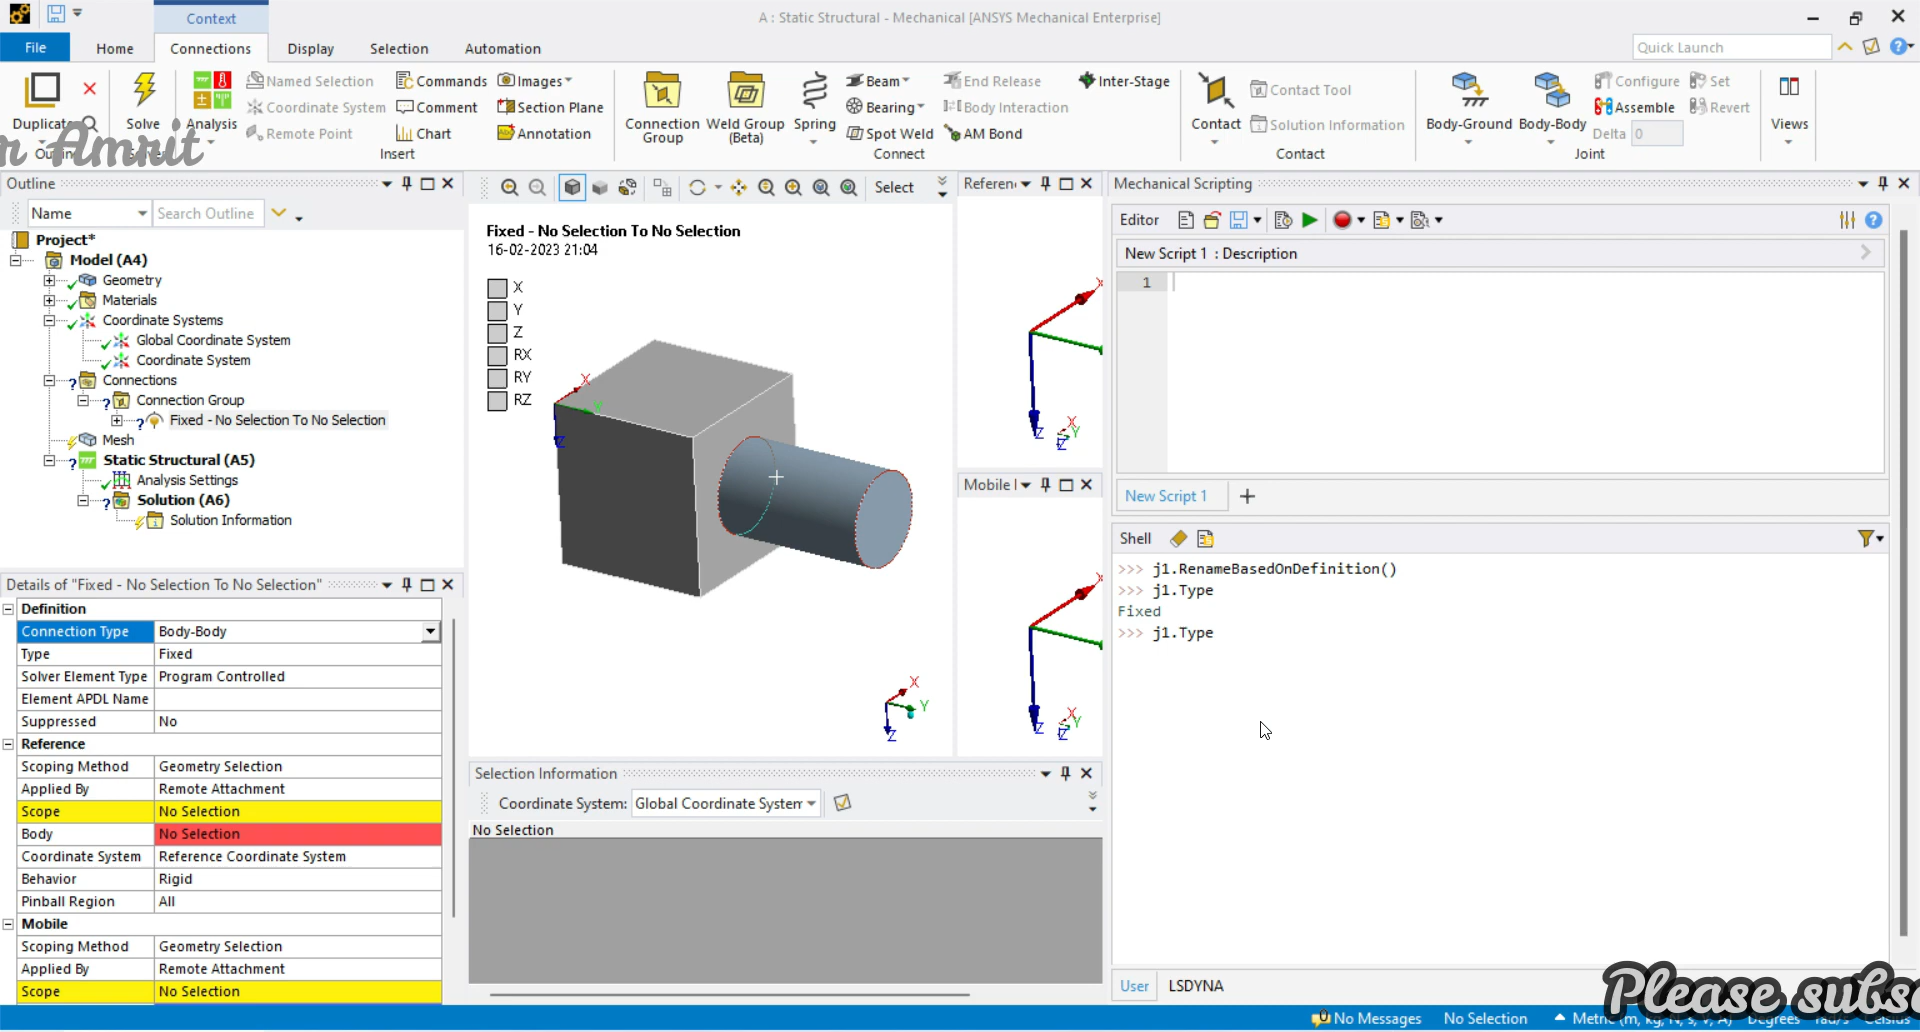 Context
A : Static Structural - Mechanical [ANSYS Mechanical Enterprise]
File Home Connections Display Selection Automation
Quick Launch
Duplicate Solve Analysis
Named Selection Commands Images
Coordinate System Comment Section Plane
Remote Point Chart Annotation
Insert
Connection Group
Weld Group (Beta)
Spring
Beam End Release Inter-Stage
Bearing Body Interaction
Spot Weld AM Bond
Connect
Contact
Contact Tool
Solution Information
Contact
Body-Ground Body-Body
Configure Set
Assemble Revert
Delta 0
Joint
Views
Amrit
Outline
Name Search Outline
Project*
Model (A4)
Geometry
Materials
Coordinate Systems
Global Coordinate System
Coordinate System
Connections
Connection Group
Fixed - No Selection To No Selection
Mesh
Static Structural (A5)
Analysis Settings
Solution (A6)
Solution Information
Details of "Fixed - No Selection To No Selection"
Definition
Connection Type Body-Body
Type Fixed
Solver Element Type Program Controlled
Element APDL Name
Suppressed No
Reference
Scoping Method Geometry Selection
Applied By Remote Attachment
Scope No Selection
Body No Selection
Coordinate System Reference Coordinate System
Behavior Rigid
Pinball Region All
Mobile
Scoping Method Geometry Selection
Applied By Remote Attachment
Scope No Selection
Select
Fixed - No Selection To No Selection
16-02-2023 21:04
X
Y
Z
RX
RY
RZ
X
Y
Z
X
Y
Z
Selection Information
Coordinate System: Global Coordinate System
No Selection
X
Z
X
Y
Z
Mobile
X
Z
X
Y
Z
Mechanical Scripting
Editor
New Script 1 : Description
1
New Script 1 +
Shell
>>> j1.RenameBasedOnDefinition()
>>> j1.Type
Fixed
>>> j1.Type
User LSDYNA
Please subs
No Messages No Selection